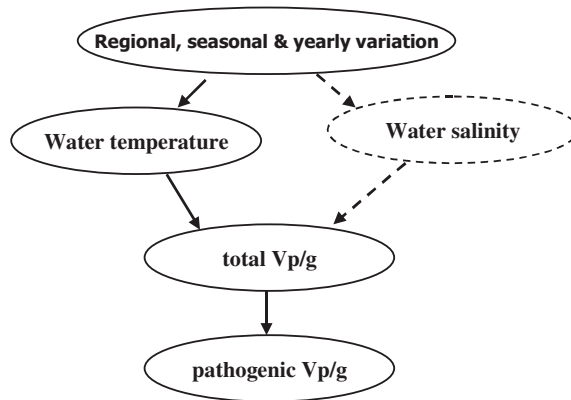 Regional, seasonal & yearly variation
Water temperature
Water salinity
total Vp/g
pathogenic Vp/g